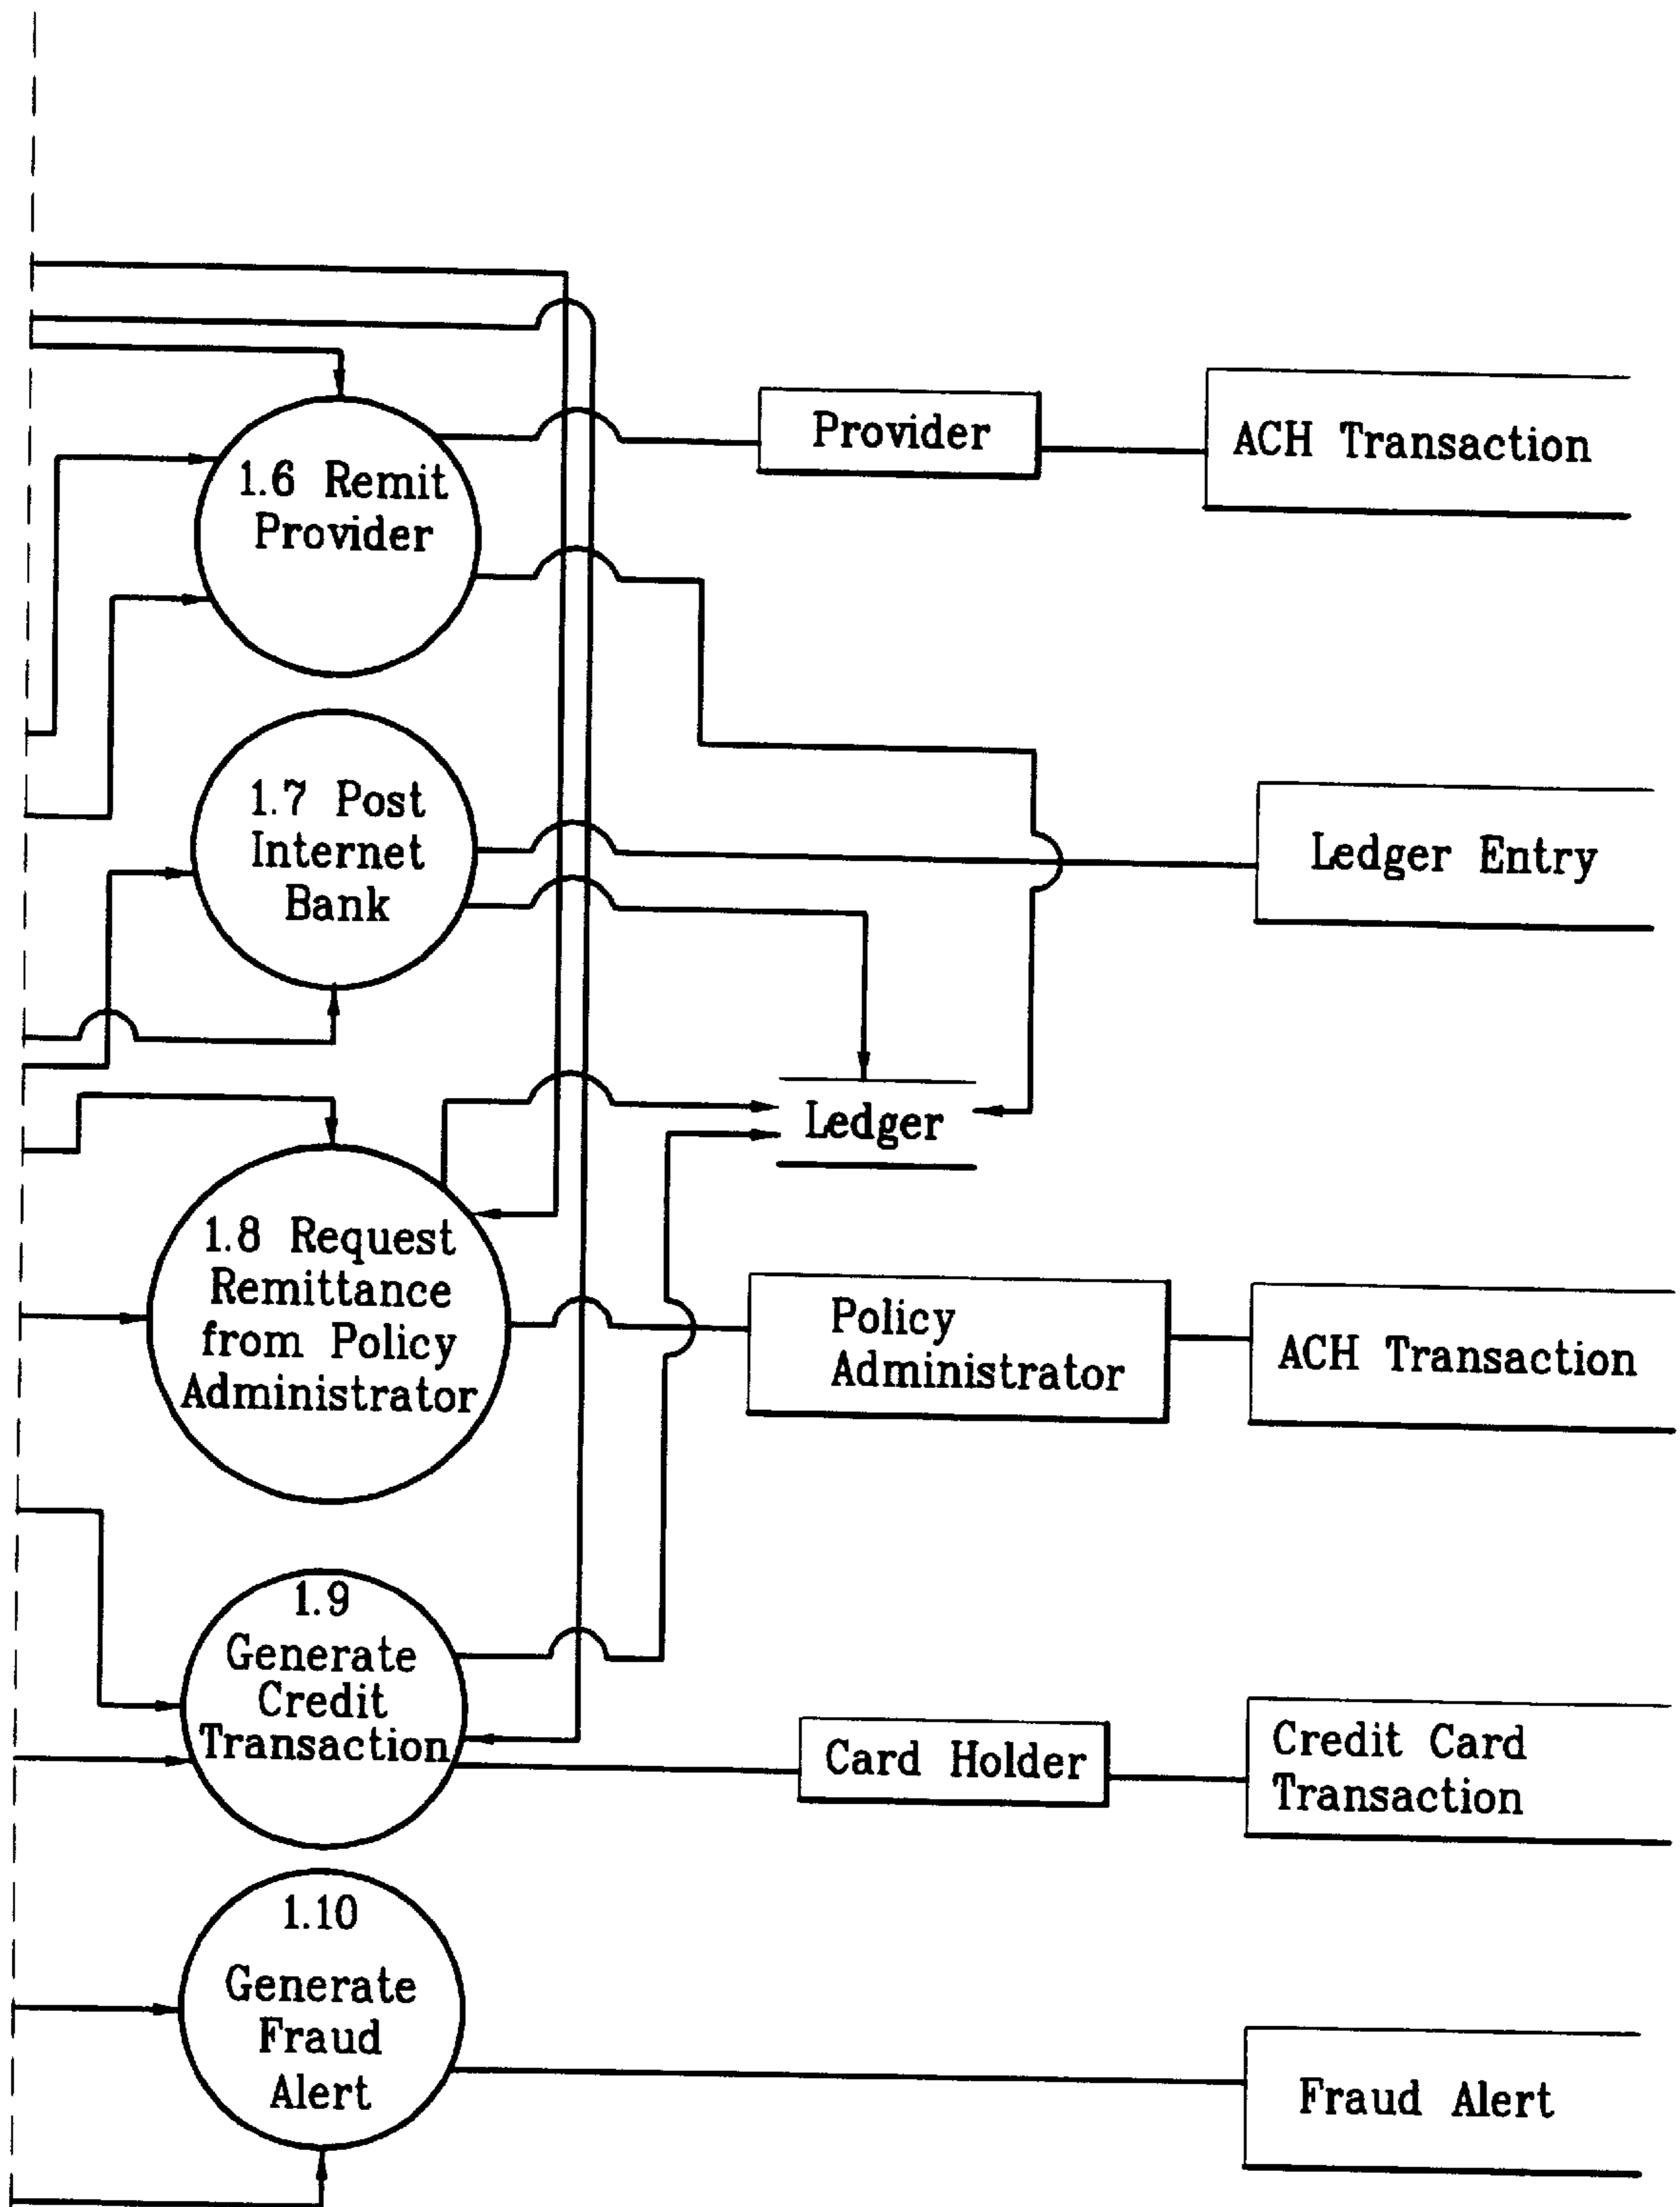 1.6 Remit
Provider
Provider
ACH Transaction
1.7 Post
Internet
Bank
Ledger Entry
Ledger
1.8 Request
Remittance
from Policy
Administrator
Policy
Administrator
ACH Transaction
1.9
Generate
Credit
Transaction
Card Holder
Credit Card
Transaction
1.10
Generate
Fraud
Alert
Fraud Alert